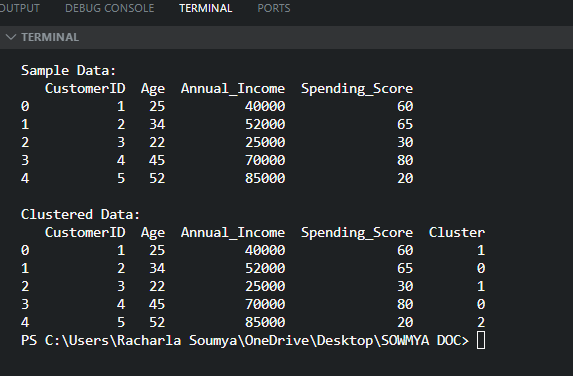 OUTPUT DEBUG CONSOLE TERMINAL PORTS
TERMINAL
Sample Data:
CustomerID Age Annual_Income Spending_Score
0 1 25 40000 60
1 2 34 52000 65
2 3 22 25000 30
3 4 45 70000 80
4 5 52 85000 20
Clustered Data:
CustomerID Age Annual_Income Spending_Score Cluster
0 1 25 40000 60 1
1 2 34 52000 65 0
2 3 22 25000 30 1
3 4 45 70000 80 0
4 5 52 85000 20 2
PS C:\Users\Racharla Soumya\OneDrive\Desktop\SOWMYA DOC>